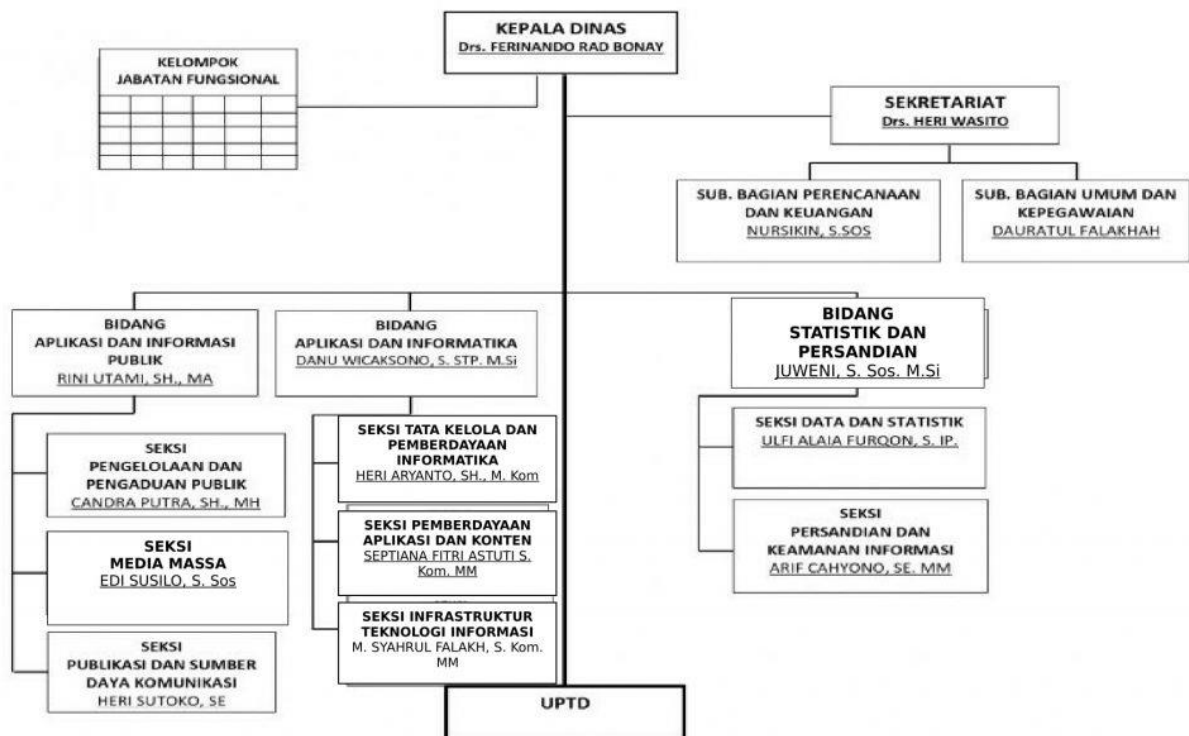 KEPALA DINAS
Drs. FERINANDO RAD BONAY
KELOMPOK
JABATAN FUNGSIONAL
SEKRETARIAT
Drs. HERI WASITO
SUB. BAGIAN PERENCANAAN
DAN KEUANGAN
NURSIKIN, S.SOS
SUB. BAGIAN UMUM DAN
KEPEGAWAIAN
DAURATUL FALAKHAH
BIDANG
APLIKASI DAN INFORMASI
PUBLIK
RINI UTAMI, SH., MA
BIDANG
APLIKASI DAN INFORMATIKA
DANU WICAKSONO, S. STP. M.Si
BIDANG
STATISTIK DAN
PERSANDIAN
JUWENI, S. Sos. M.Si
SEKSI
PENGELOLAAN DAN
PENGADUAN PUBLIK
CANDRA PUTRA, SH., MH
SEKSI
MEDIA MASSA
EDI SUSILO, S. Sos
SEKSI
PUBLIKASI DAN SUMBER
DAYA KOMUNIKASI
HERI SUTOKO, SE
SEKSI TATA KELOLA DAN
PEMBERDAYAAN
INFORMATIKA
HERI ARYANTO, SH., M. Kom
SEKSI PEMBERDAYAAN
APLIKASI DAN KONTEN
SEPTIANA FITRI ASTUTI S.
Kom. MM
SEKSI INFRASTRUKTUR
TEKNOLOGI INFORMASI
M. SYAHRUL FALAKH, S. Kom.
MM
SEKSI DATA DAN STATISTIK
ULFI ALAIA FURQON, S. IP.
SEKSI
PERSANDIAN DAN
KEAMANAN INFORMASI
ARIF CAHYONO, SE. MM
UPTD